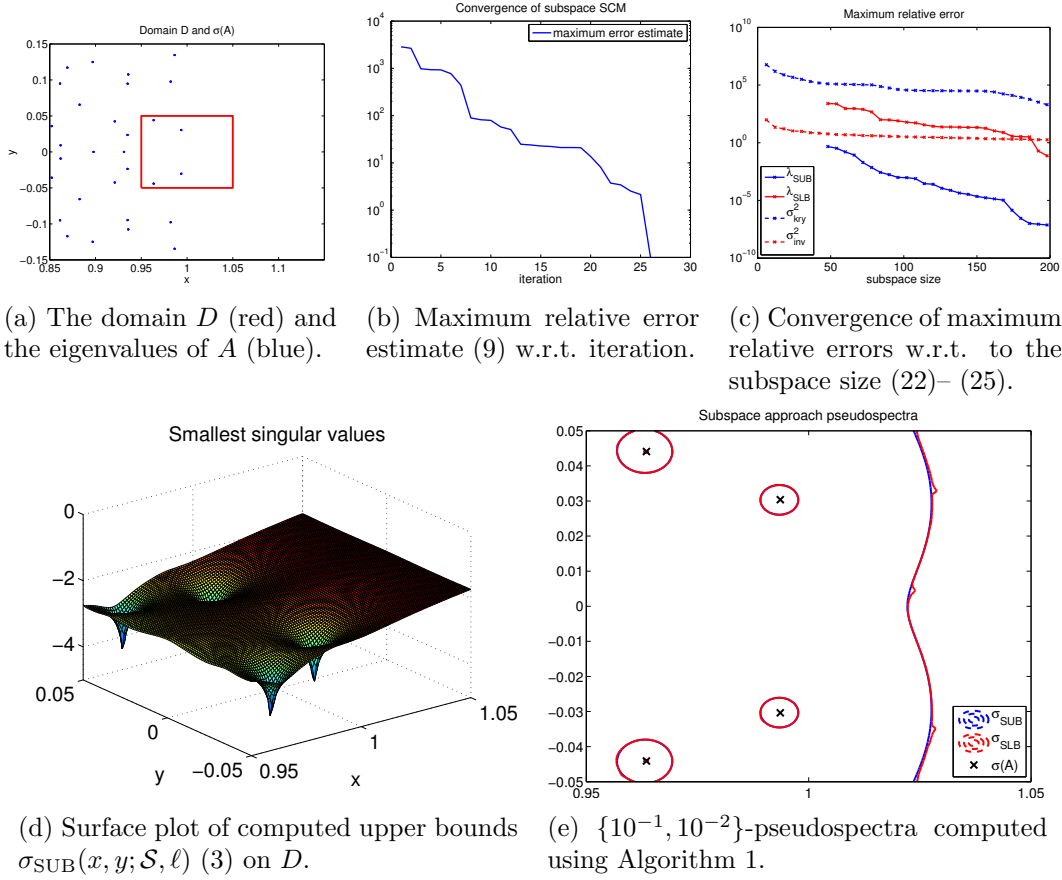 Domain D and σ(A)
0.15
0.1
0.05
0
−0.05
−0.1
−0.15
y
0.85 0.9 0.95 1 1.05 1.1
x
(a) The domain D (red) and
the eigenvalues of A (blue).
Convergence of subspace SCM
maximum error estimate
10^4
10^3
10^2
10^1
10^0
10^−1
0 5 10 15 20 25 30
iteration
(b) Maximum relative error
estimate (9) w.r.t. iteration.
Maximum relative error
10^10
10^5
10^0
10^−5
10^−10
λ_SUB
λ_SLB
σ^2_kry
σ^2_inv
0 50 100 150 200
subspace size
(c) Convergence of maximum
relative errors w.r.t. to the
subspace size (22)– (25).
Smallest singular values
0
−2
−4
0.05
0
−0.05
y
0.95
1
1.05
x
(d) Surface plot of computed upper bounds
σ_SUB(x, y; 𝒮, ℓ) (3) on D.
Subspace approach pseudospectra
0.05
0.04
0.03
0.02
0.01
0
−0.01
−0.02
−0.03
−0.04
−0.05
0.95 1 1.05
σ_SUB
σ_SLB
σ(A)
(e) {10^−1, 10^−2}-pseudospectra computed
using Algorithm 1.